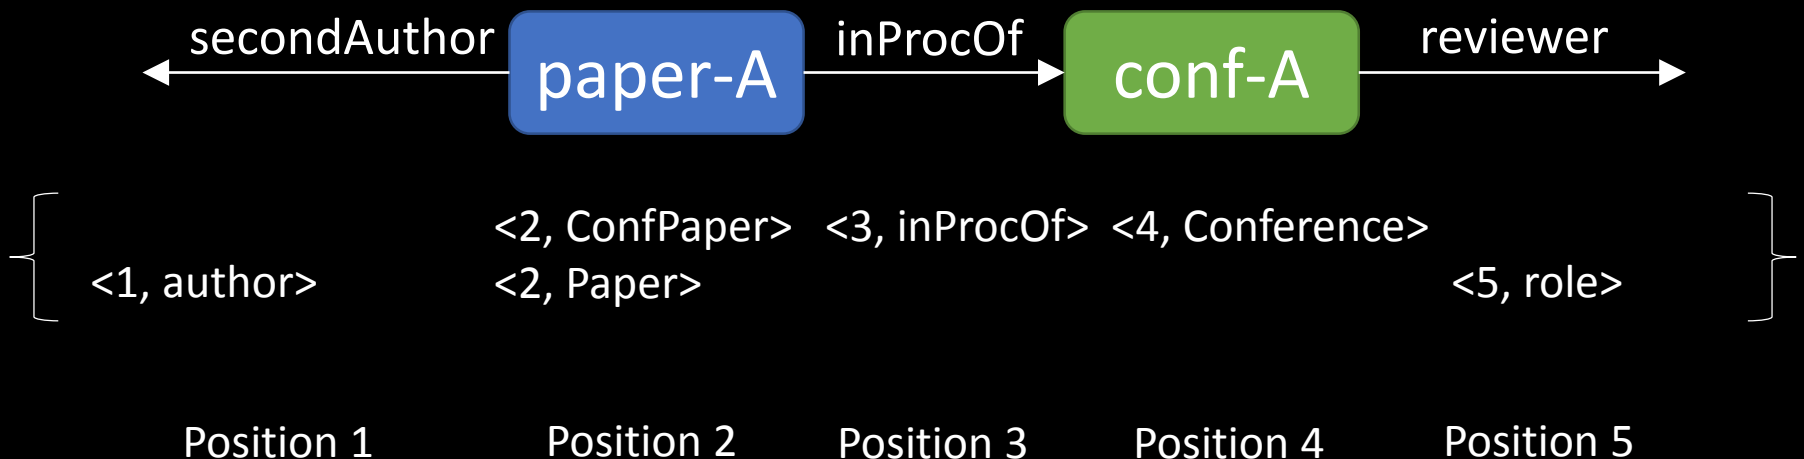 secondAuthor paper-A inProcOf conf-A reviewer
<2, ConfPaper> <3, inProcOf> <4, Conference>
<1, author> <2, Paper> <5, role>
Position 1 Position 2 Position 3 Position 4 Position 5